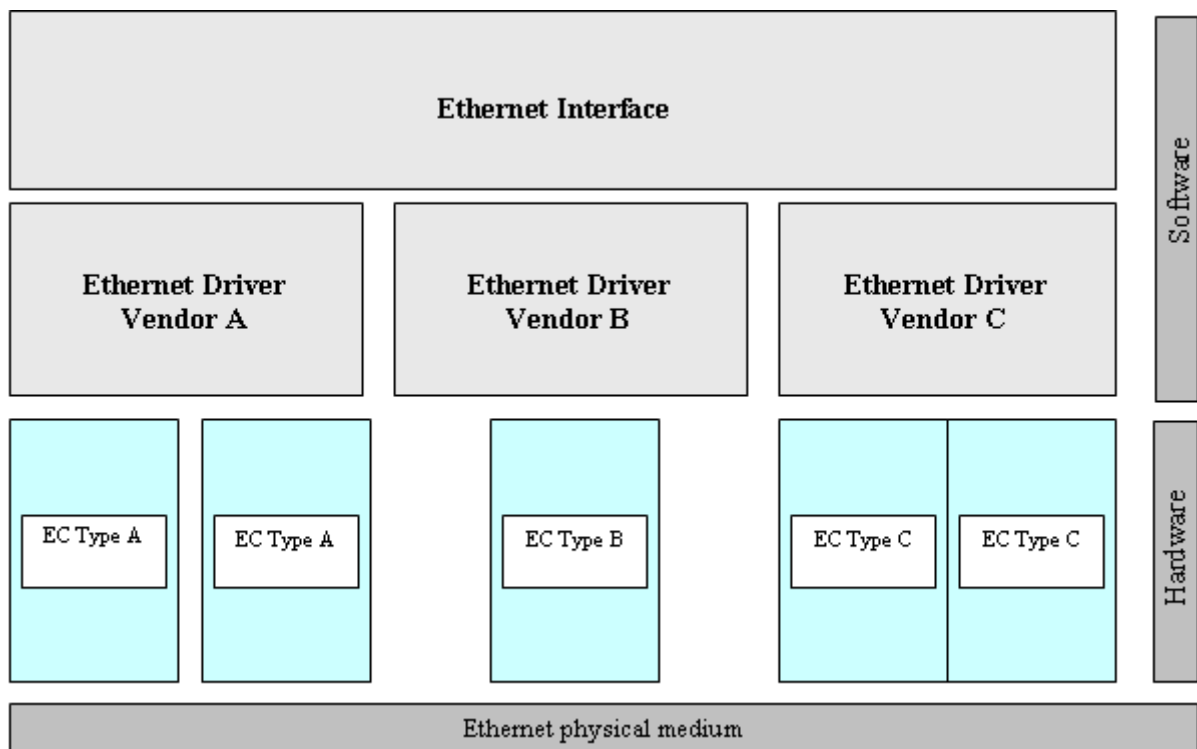 Ethernet Interface
Software
Ethernet Driver
Vendor A
Ethernet Driver
Vendor B
Ethernet Driver
Vendor C
EC Type A
EC Type A
EC Type B
EC Type C
EC Type C
Hardware
Ethernet physical medium